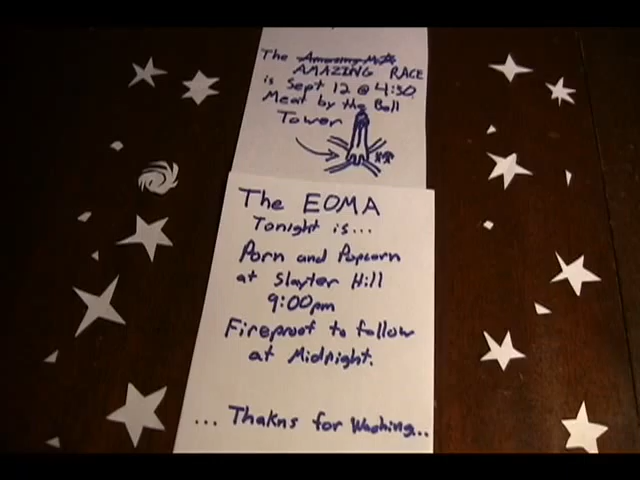 The Amazing
AMAZING RACE
is Sept 12 @ 4:30
Meat by the Bell
Tower
The EOMA
Tonight is...
Porn and Popcorn
at Slayter Hill
9:00pm
Fireproof to follow
at Midnight.
... Thakns for Waching...